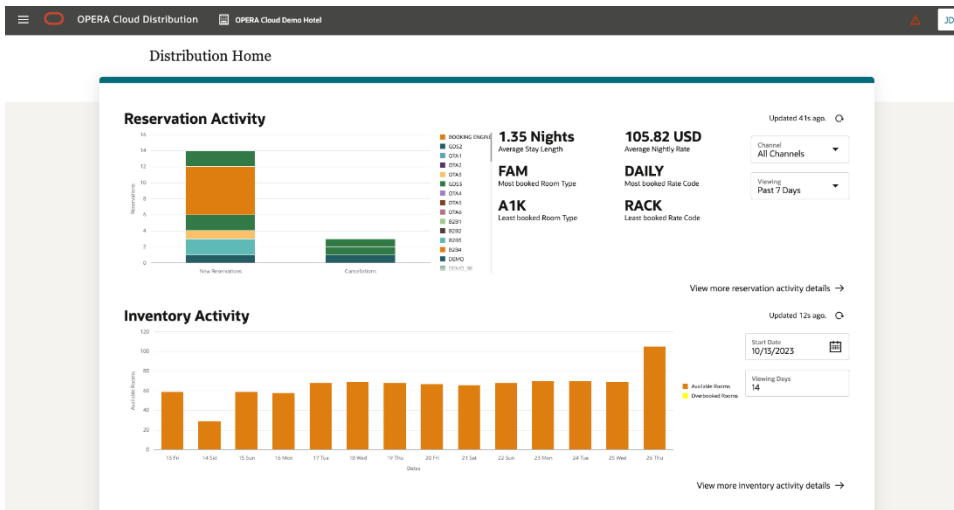 OPERA Cloud Distribution
OPERA Cloud Demo Hotel
JD
Distribution Home
Reservation Activity
Updated 41s ago.
16
14
12
10
8
6
4
2
0
Reservations
New Reservations
Cancellations
BOOKING ENGINE
GDS2
OTA1
OTA2
OTA3
GDS3
OTA4
OTA5
OTA6
B2B1
B2B2
B2B3
B2B4
DEMO
1.35 Nights
Average Stay Length
105.82 USD
Average Nightly Rate
FAM
Most booked Room Type
DAILY
Most booked Rate Code
A1K
Least booked Room Type
RACK
Least booked Rate Code
Channel
All Channels
Viewing
Past 7 Days
View more reservation activity details
Inventory Activity
Updated 12s ago.
120
100
80
60
40
20
0
Available Rooms
13 Fri
14 Sat
15 Sun
16 Mon
17 Tue
18 Wed
19 Thu
20 Fri
21 Sat
22 Sun
23 Mon
24 Tue
25 Wed
26 Thu
Dates
Available Rooms
Overbooked Rooms
Start Date
10/13/2023
Viewing Days
14
View more inventory activity details